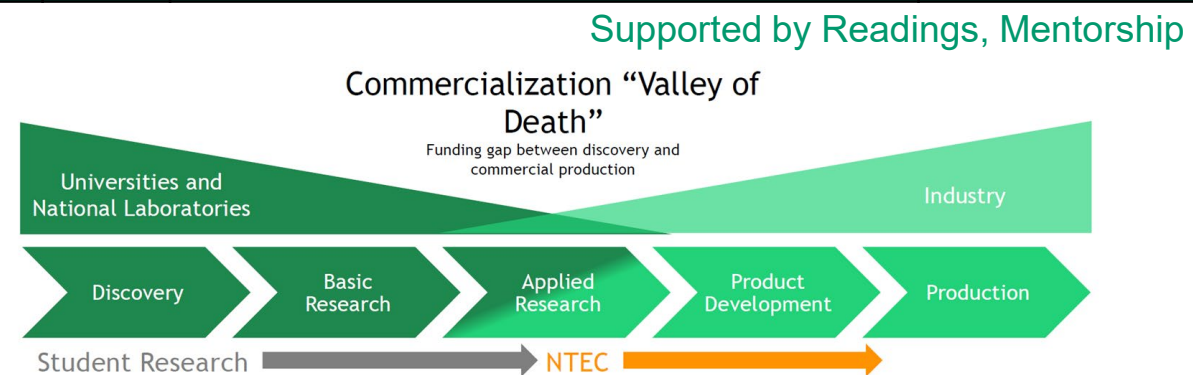 Supported by Readings, Mentorship
Commercialization “Valley of
Death”
Funding gap between discovery and
commercial production
Universities and
National Laboratories
Industry
Discovery
Basic
Research
Applied
Research
Product
Development
Production
Student Research
NTEC